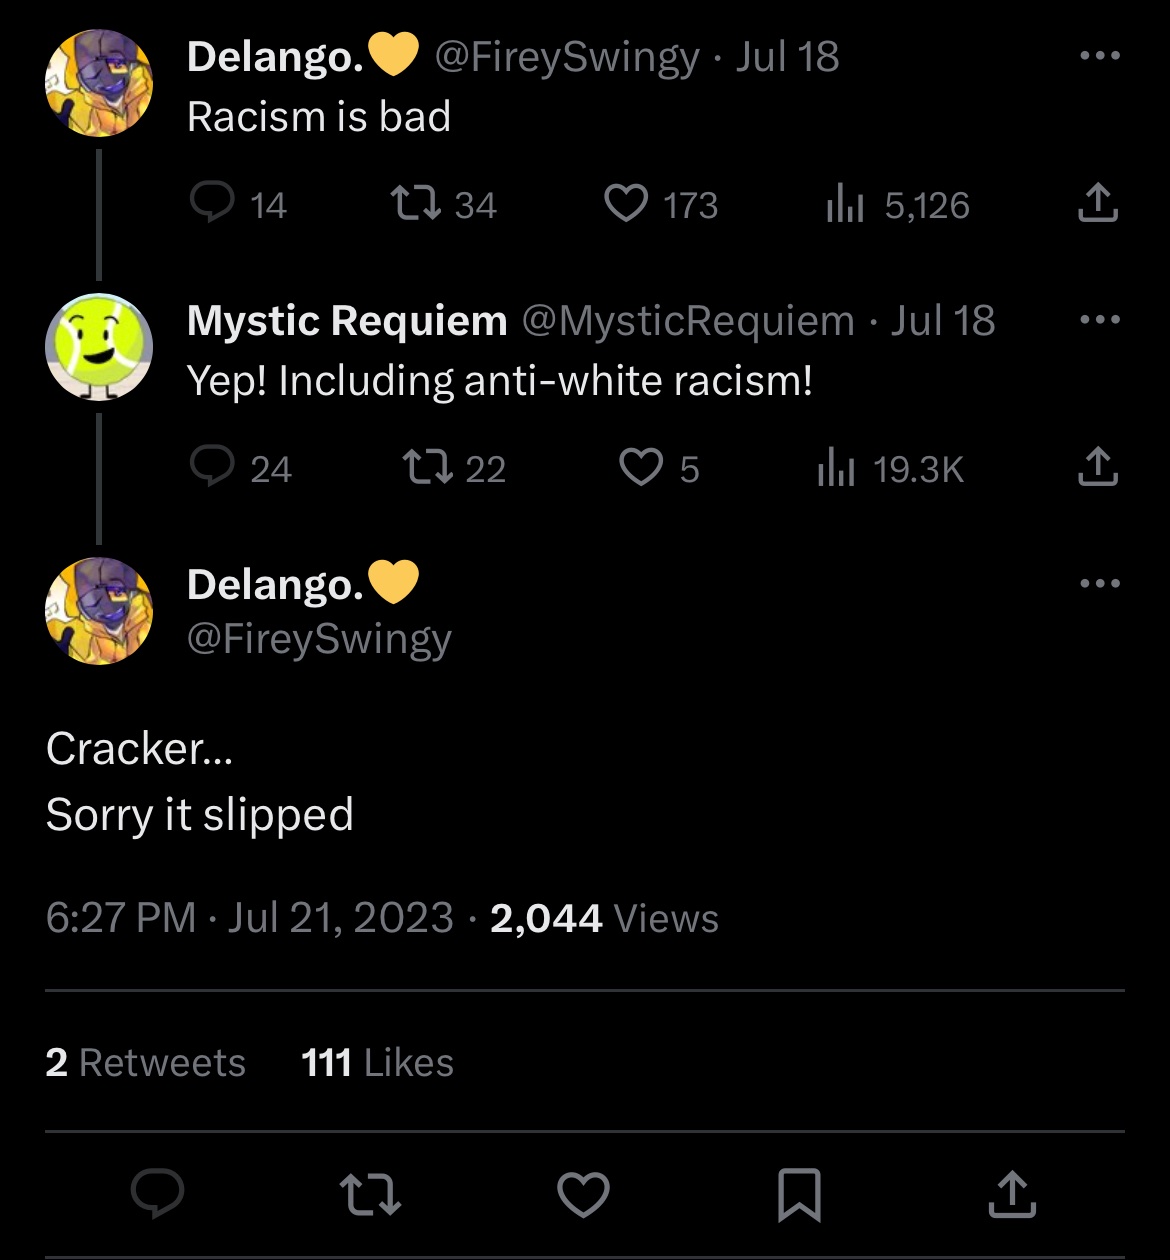 Delango.💛 @FireySwingy · Jul 18
Racism is bad
14 34 173 5,126
Mystic Requiem @MysticRequiem · Jul 18
Yep! Including anti-white racism!
24 22 5 19.3K
Delango.💛
@FireySwingy
Cracker...
Sorry it slipped
6:27 PM · Jul 21, 2023 · 2,044 Views
2 Retweets 111 Likes